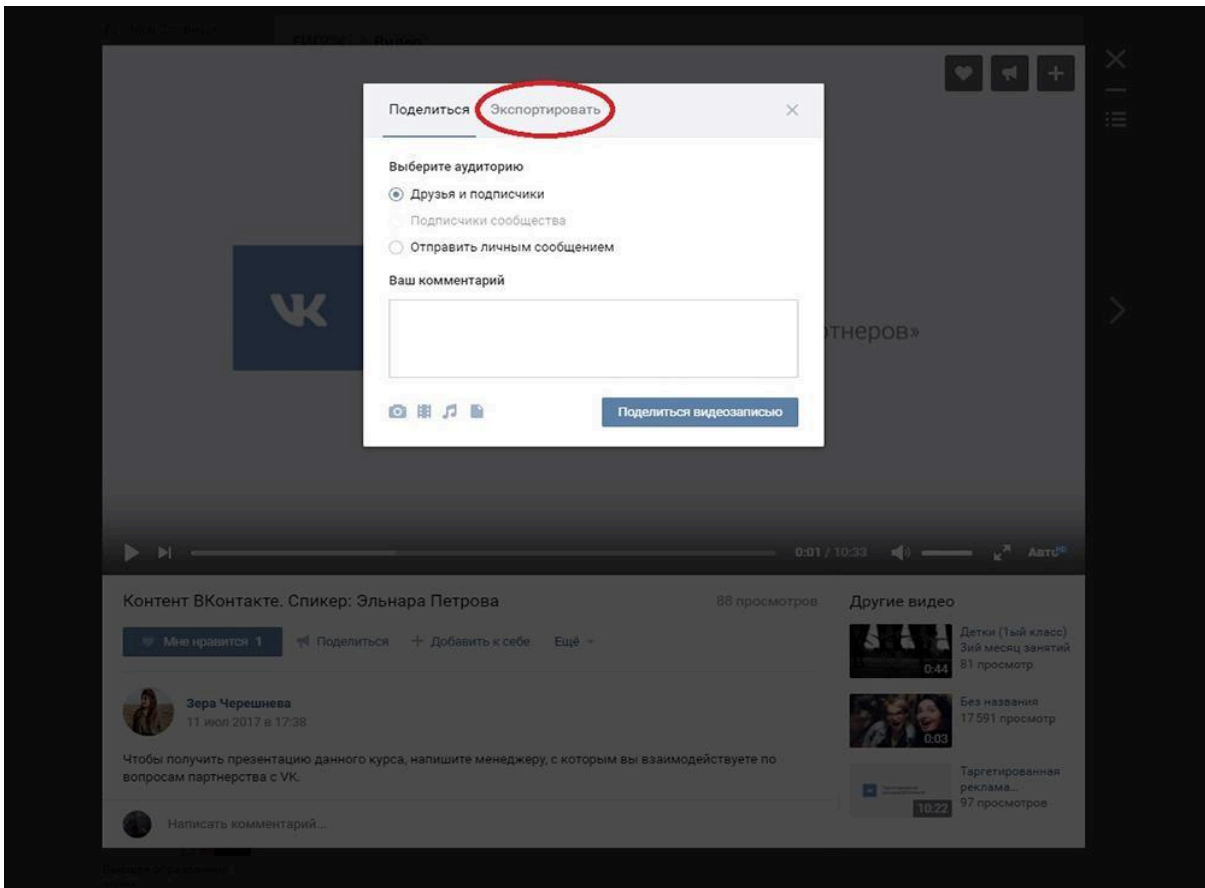 Видео
Поделиться Экспортировать
Выберите аудиторию
Друзья и подписчики
Подписчики сообщества
Отправить личным сообщением
Ваш комментарий
тнеров»
Поделиться видеозаписью
0:01 / 10:33 Авто HD
Контент ВКонтакте. Спикер: Эльнара Петрова 88 просмотров
Мне нравится 1 Поделиться Добавить к себе Ещё
Зера Черешнева
11 июл 2017 в 17:38
Чтобы получить презентацию данного курса, напишите менеджеру, с которым вы взаимодействуете по
вопросам партнерства с VK.
Написать комментарий...
Другие видео
Детки (1ый класс)
3ий месяц занятий
0:44 81 просмотр
Без названия
17 591 просмотр
0:03
Таргетированная
реклама...
10:22 97 просмотров